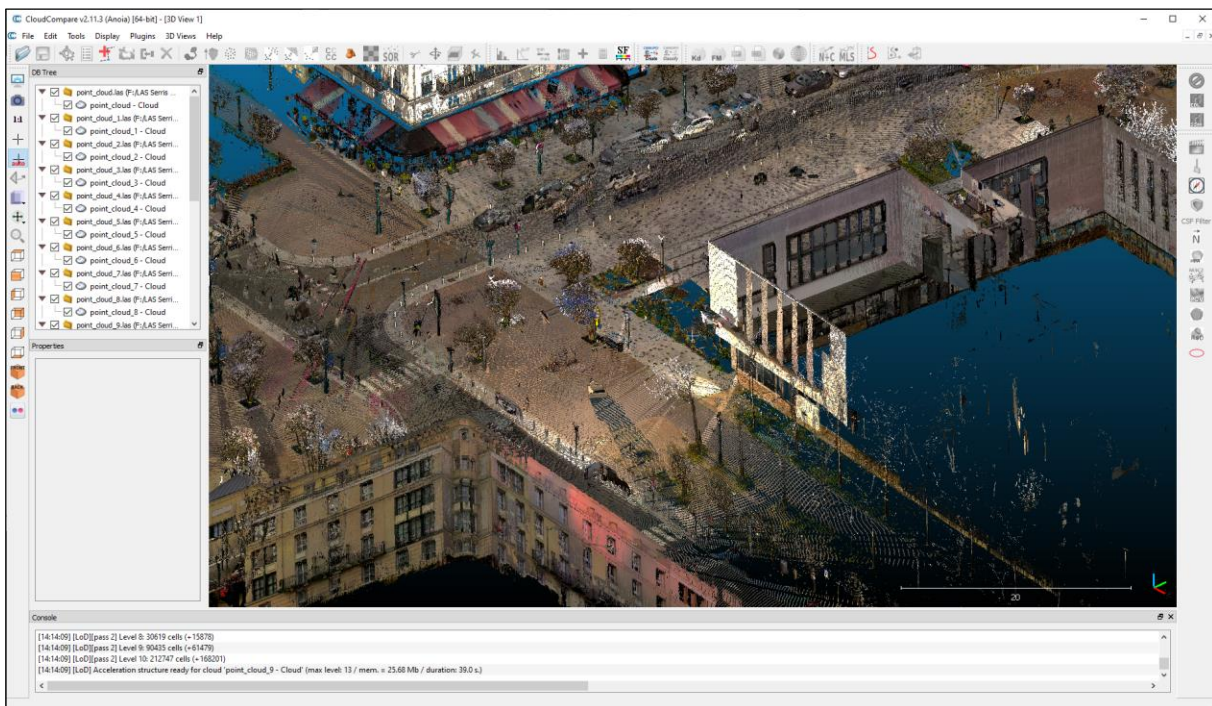 CloudCompare v2.11.3 (Anoia) [64-bit] - [3D View 1]
File Edit Tools Display Plugins 3D Views Help
SOR
SF
Kd FM
N+C MLS
DB Tree
point_cloud.las (F:/LAS Serris ...
point_cloud - Cloud
point_cloud_1.las (F:/LAS Serri...
point_cloud_1 - Cloud
point_cloud_2.las (F:/LAS Serri...
point_cloud_2 - Cloud
point_cloud_3.las (F:/LAS Serri...
point_cloud_3 - Cloud
point_cloud_4.las (F:/LAS Serri...
point_cloud_4 - Cloud
point_cloud_5.las (F:/LAS Serri...
point_cloud_5 - Cloud
point_cloud_6.las (F:/LAS Serri...
point_cloud_6 - Cloud
point_cloud_7.las (F:/LAS Serri...
point_cloud_7 - Cloud
point_cloud_8.las (F:/LAS Serri...
point_cloud_8 - Cloud
point_cloud_9.las (F:/LAS Serri...
1:1
CSF Filter
N
Properties
20
Console
[14:14:09] [LoD][pass 2] Level 8: 30619 cells (+15878)
[14:14:09] [LoD][pass 2] Level 9: 90435 cells (+61479)
[14:14:09] [LoD][pass 2] Level 10: 212747 cells (+168201)
[14:14:09] [LoD] Acceleration structure ready for cloud 'point_cloud_9 - Cloud' (max level: 13 / mem. = 25.68 Mb / duration: 39.0 s.)